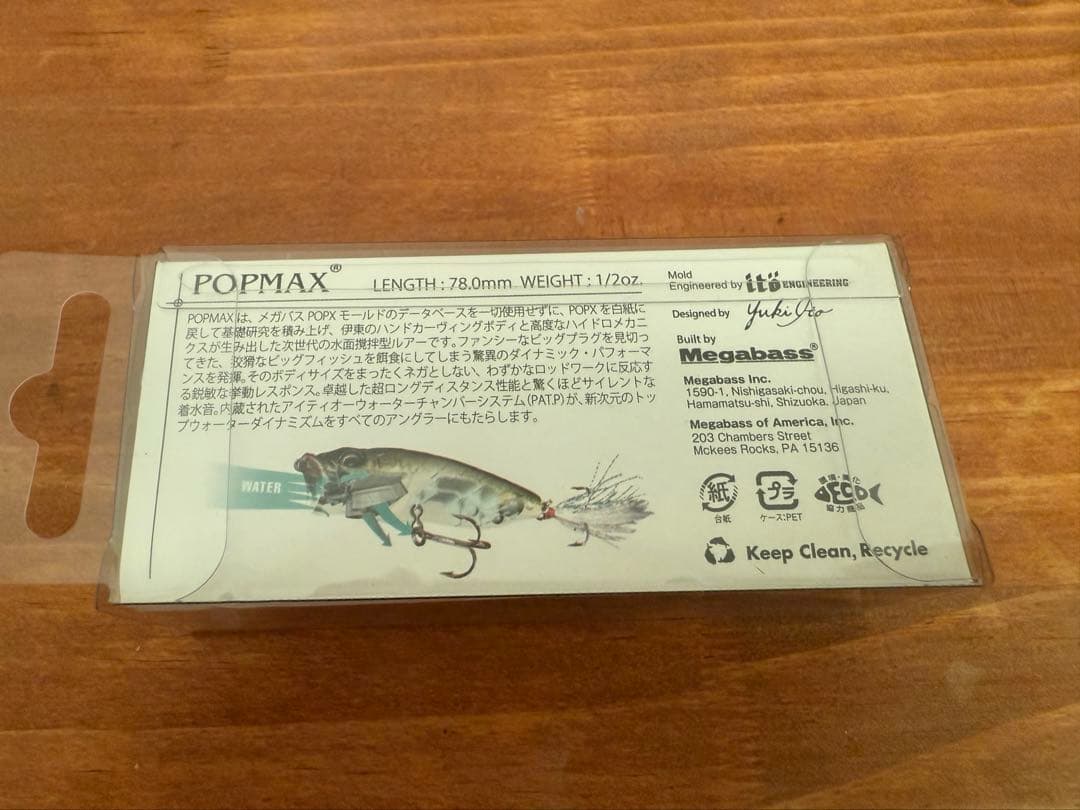 POPMAX®
LENGTH : 78.0mm WEIGHT : 1/2oz.
POPMAXは、メガバスPOPXモールドのデータベースを一切使用せずに、POPXを白紙に
戻して基礎研究を積み上げ、伊東のハンドカーヴィングボディと高度なハイドロメカニ
クスが生み出した次世代の水面撹拌型ルアーです。ファンシーなビッグプラグを見切っ
てきた、狡猾なビッグフィッシュを餌食にしてしまう驚異のダイナミック・パフォーマ
ンスを発揮。そのボディサイズをまったくネガとしない、わずかなロッドワークに反応す
る鋭敏な挙動レスポンス。卓越した超ロングディスタンス性能と驚くほどサイレントな
着水音。内蔵されたアイティオーウォーターチャンバーシステム(PAT.P)が、新次元のトッ
プウォーターダイナミズムをすべてのアングラーにもたらします。
WATER
Mold
Engineered by itö ENGINEERING
Designed by Yuki Ito
Built by
Megabass®
Megabass Inc.
1590-1, Nishigasaki-chou, Higashi-ku,
Hamamatsu-shi, Shizuoka, Japan
Megabass of America, Inc.
203 Chambers Street
Mckees Rocks, PA 15136
紙
台紙
プラ
ケース:PET
環境・美化
ECO
協力商品
Keep Clean, Recycle